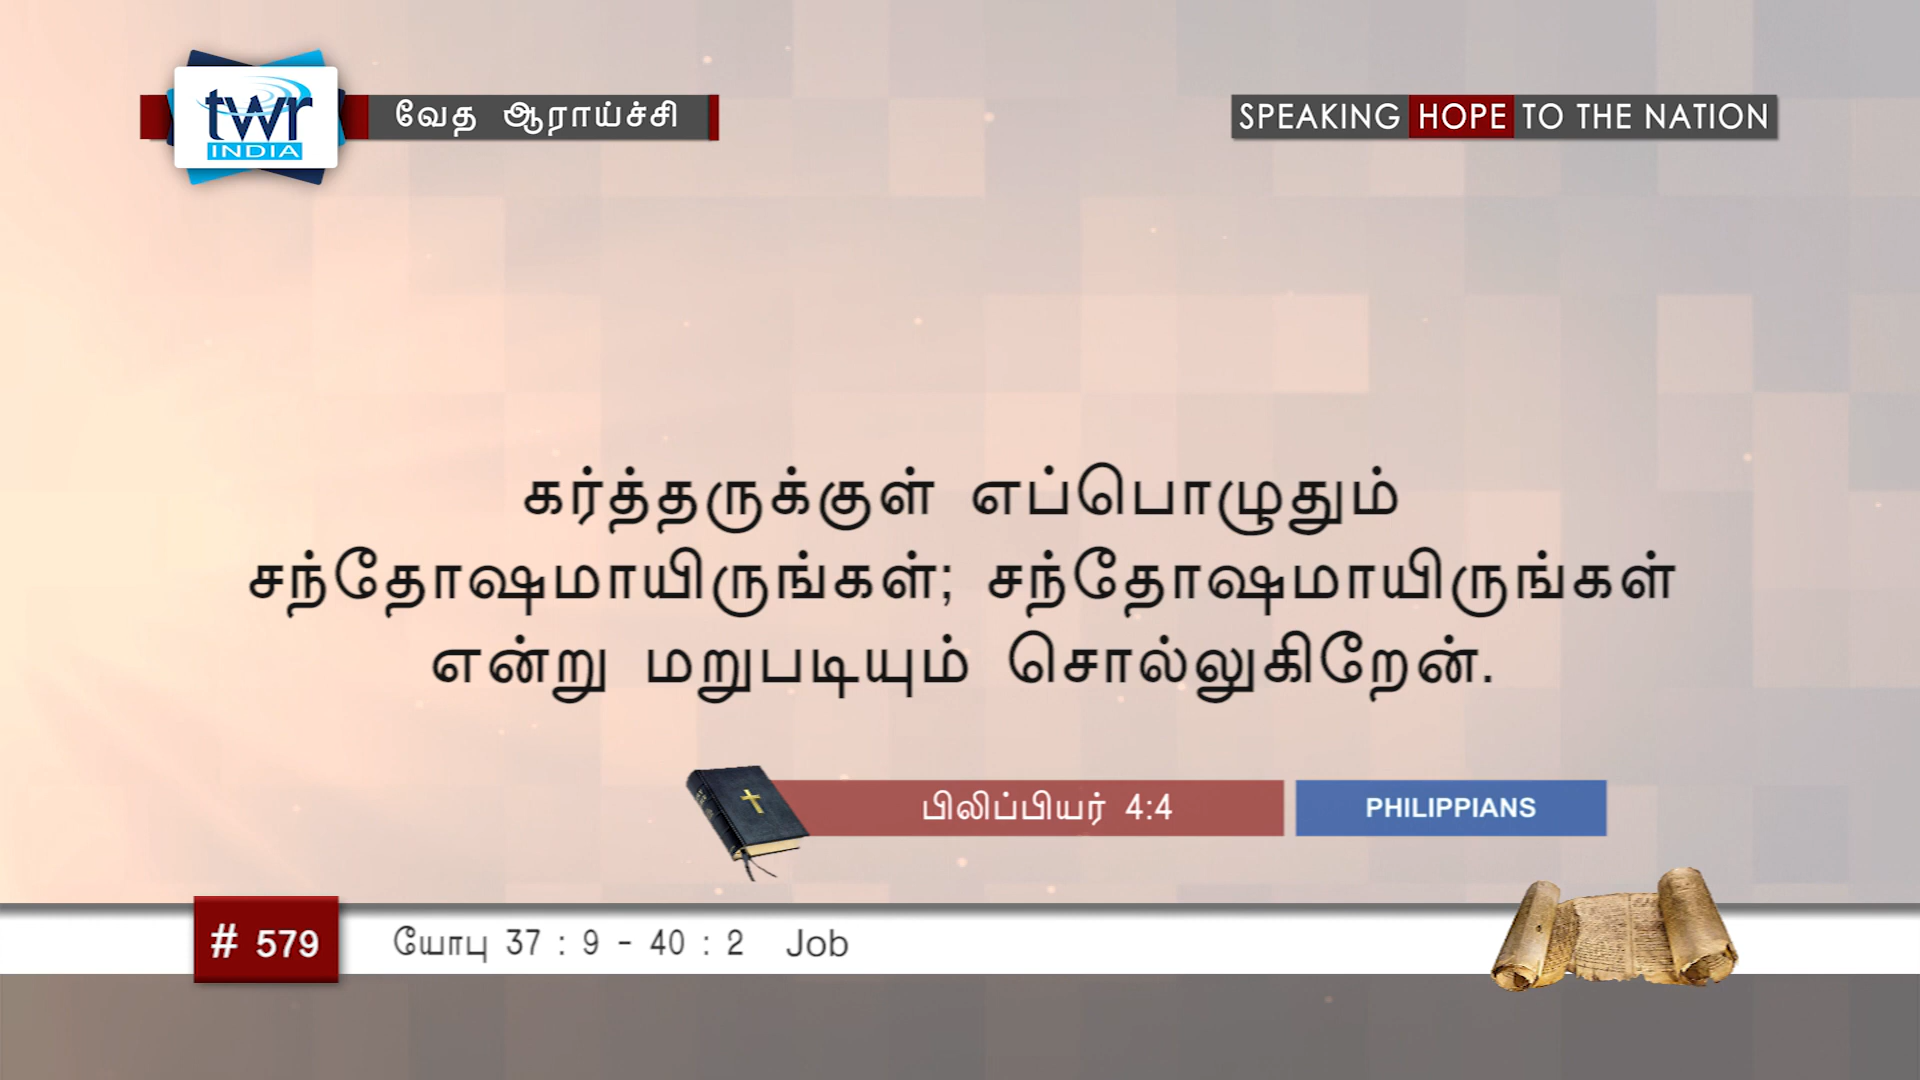 twr
INDIA
வேத ஆராய்ச்சி
SPEAKING HOPE TO THE NATION
கர்த்தருக்குள் எப்பொழுதும்
சந்தோஷமாயிருங்கள்; சந்தோஷமாயிருங்கள்
என்று மறுபடியும் சொல்லுகிறேன்.
பிலிப்பியர் 4:4
PHILIPPIANS
# 579
யோபு 37 : 9 - 40 : 2 Job